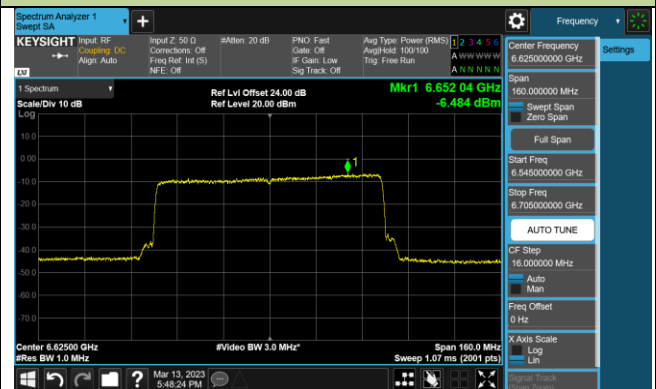 Spectrum Analyzer 1
Swept SA
Frequency
KEYSIGHT
Input: RF
Coupling: DC
Align: Auto
Input Z: 50 Ω
Corrections: Off
Freq Ref: Int (S)
NFE: Off
#Atten: 20 dB
PNO: Fast
Gate: Off
IF Gain: Low
Sig Track: Off
Avg Type: Power (RMS)
Avg|Hold: 100/100
Trig: Free Run
1 2 3 4 5 6
A W W W W W
A N N N N N
LXI
1 Spectrum
Scale/Div 10 dB
Log
Ref Lvl Offset 24.00 dB
Ref Level 20.00 dBm
Mkr1 6.652 04 GHz
-6.484 dBm
10.0
0.00
-10.0
-20.0
-30.0
-40.0
-50.0
-60.0
-70.0
1
Center 6.62500 GHz
#Res BW 1.0 MHz
#Video BW 3.0 MHz*
Span 160.0 MHz
Sweep 1.07 ms (2001 pts)
Mar 13, 2023
5:48:24 PM
Center Frequency
6.625000000 GHz
Span
160.000000 MHz
Swept Span
Zero Span
Full Span
Start Freq
6.545000000 GHz
Stop Freq
6.705000000 GHz
AUTO TUNE
CF Step
16.000000 MHz
Auto
Man
Freq Offset
0 Hz
X Axis Scale
Log
Lin
Signal Track
(Span Zoom)
Settings